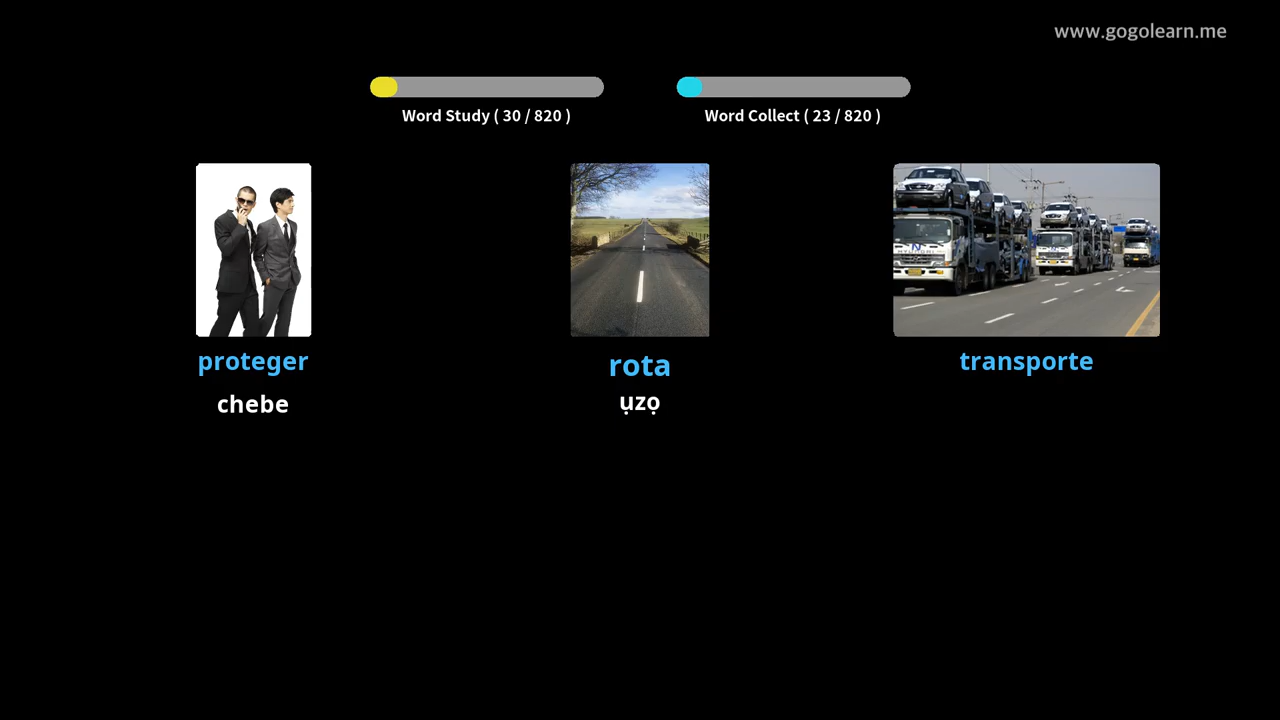 www.gogolearn.me
Word Study ( 30 / 820 )
Word Collect ( 23 / 820 )
proteger
chebe
rota
ụzọ
transporte